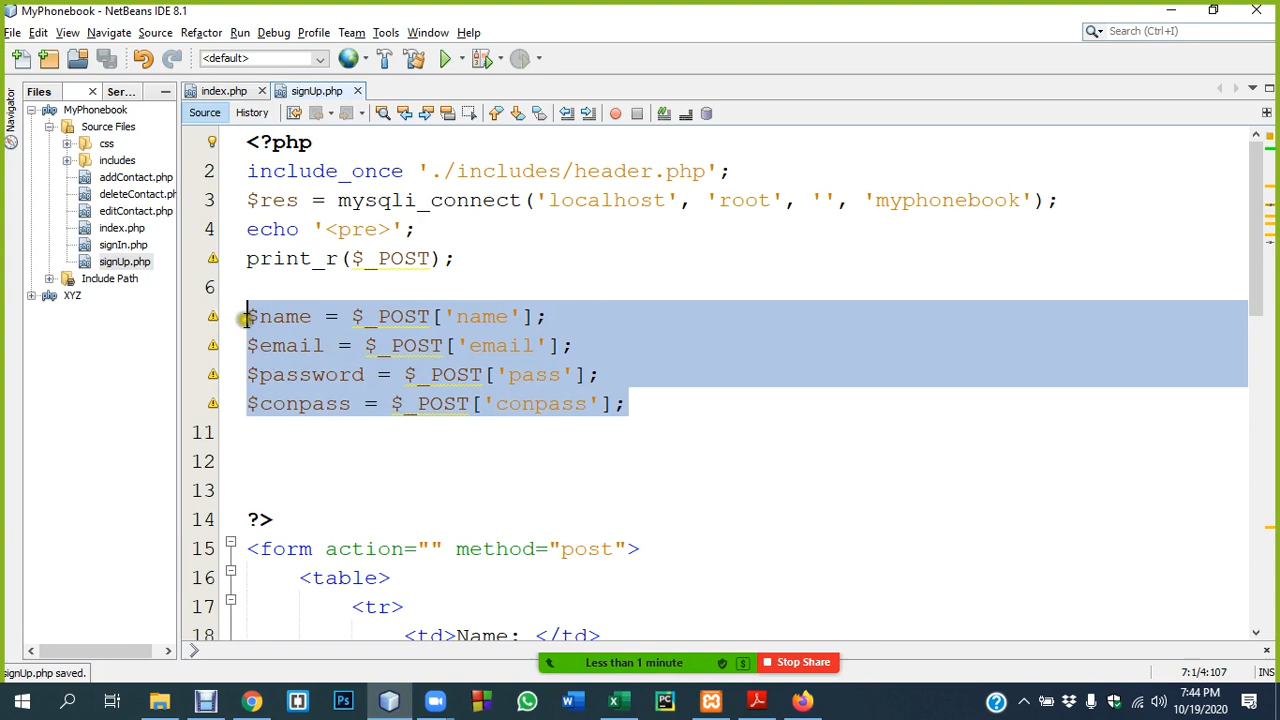 MyPhonebook - NetBeans IDE 8.1
File Edit View Navigate Source Refactor Run Debug Profile Team Tools Window Help
Search (Ctrl+I)
<default>
Files Ser...
index.php signUp.php
Navigator
MyPhonebook
Source Files
css
includes
addContact.php
deleteContact.ph
editContact.php
index.php
signIn.php
signUp.php
Include Path
XYZ
Source History
<?php
2 include_once './includes/header.php';
3 $res = mysqli_connect('localhost', 'root', '', 'myphonebook');
4 echo '<pre>';
print_r($_POST);
6
$name = $_POST['name'];
$email = $_POST['email'];
$password = $_POST['pass'];
$conpass = $_POST['conpass'];
11
12
13
14 ?>
15 <form action="" method="post">
16 <table>
17 <tr>
18 <td>Name: </td>
Less than 1 minute Stop Share
signUp.php saved.
7:1/4:107 INS
7:44 PM
10/19/2020